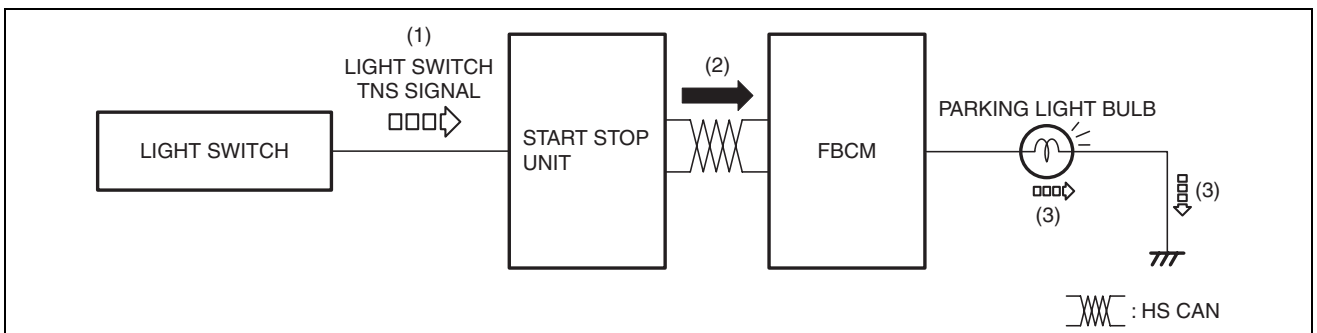 (1)
LIGHT SWITCH
TNS SIGNAL
(2)
PARKING LIGHT BULB
LIGHT SWITCH
START STOP
UNIT
FBCM
(3)
(3)
: HS CAN